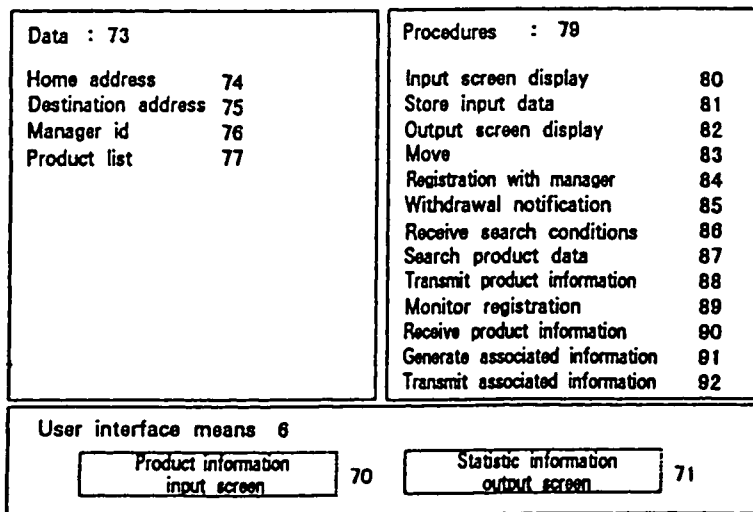 Data : 73
Home address 74
Destination address 75
Manager id 76
Product list 77
Procedures : 79
Input screen display 80
Store input data 81
Output screen display 82
Move 83
Registration with manager 84
Withdrawal notification 85
Receive search conditions 86
Search product data 87
Transmit product information 88
Monitor registration 89
Receive product information 90
Generate associated information 91
Transmit associated information 92
User interface means 6
Product information
input screen
70
Statistic information
output screen
71